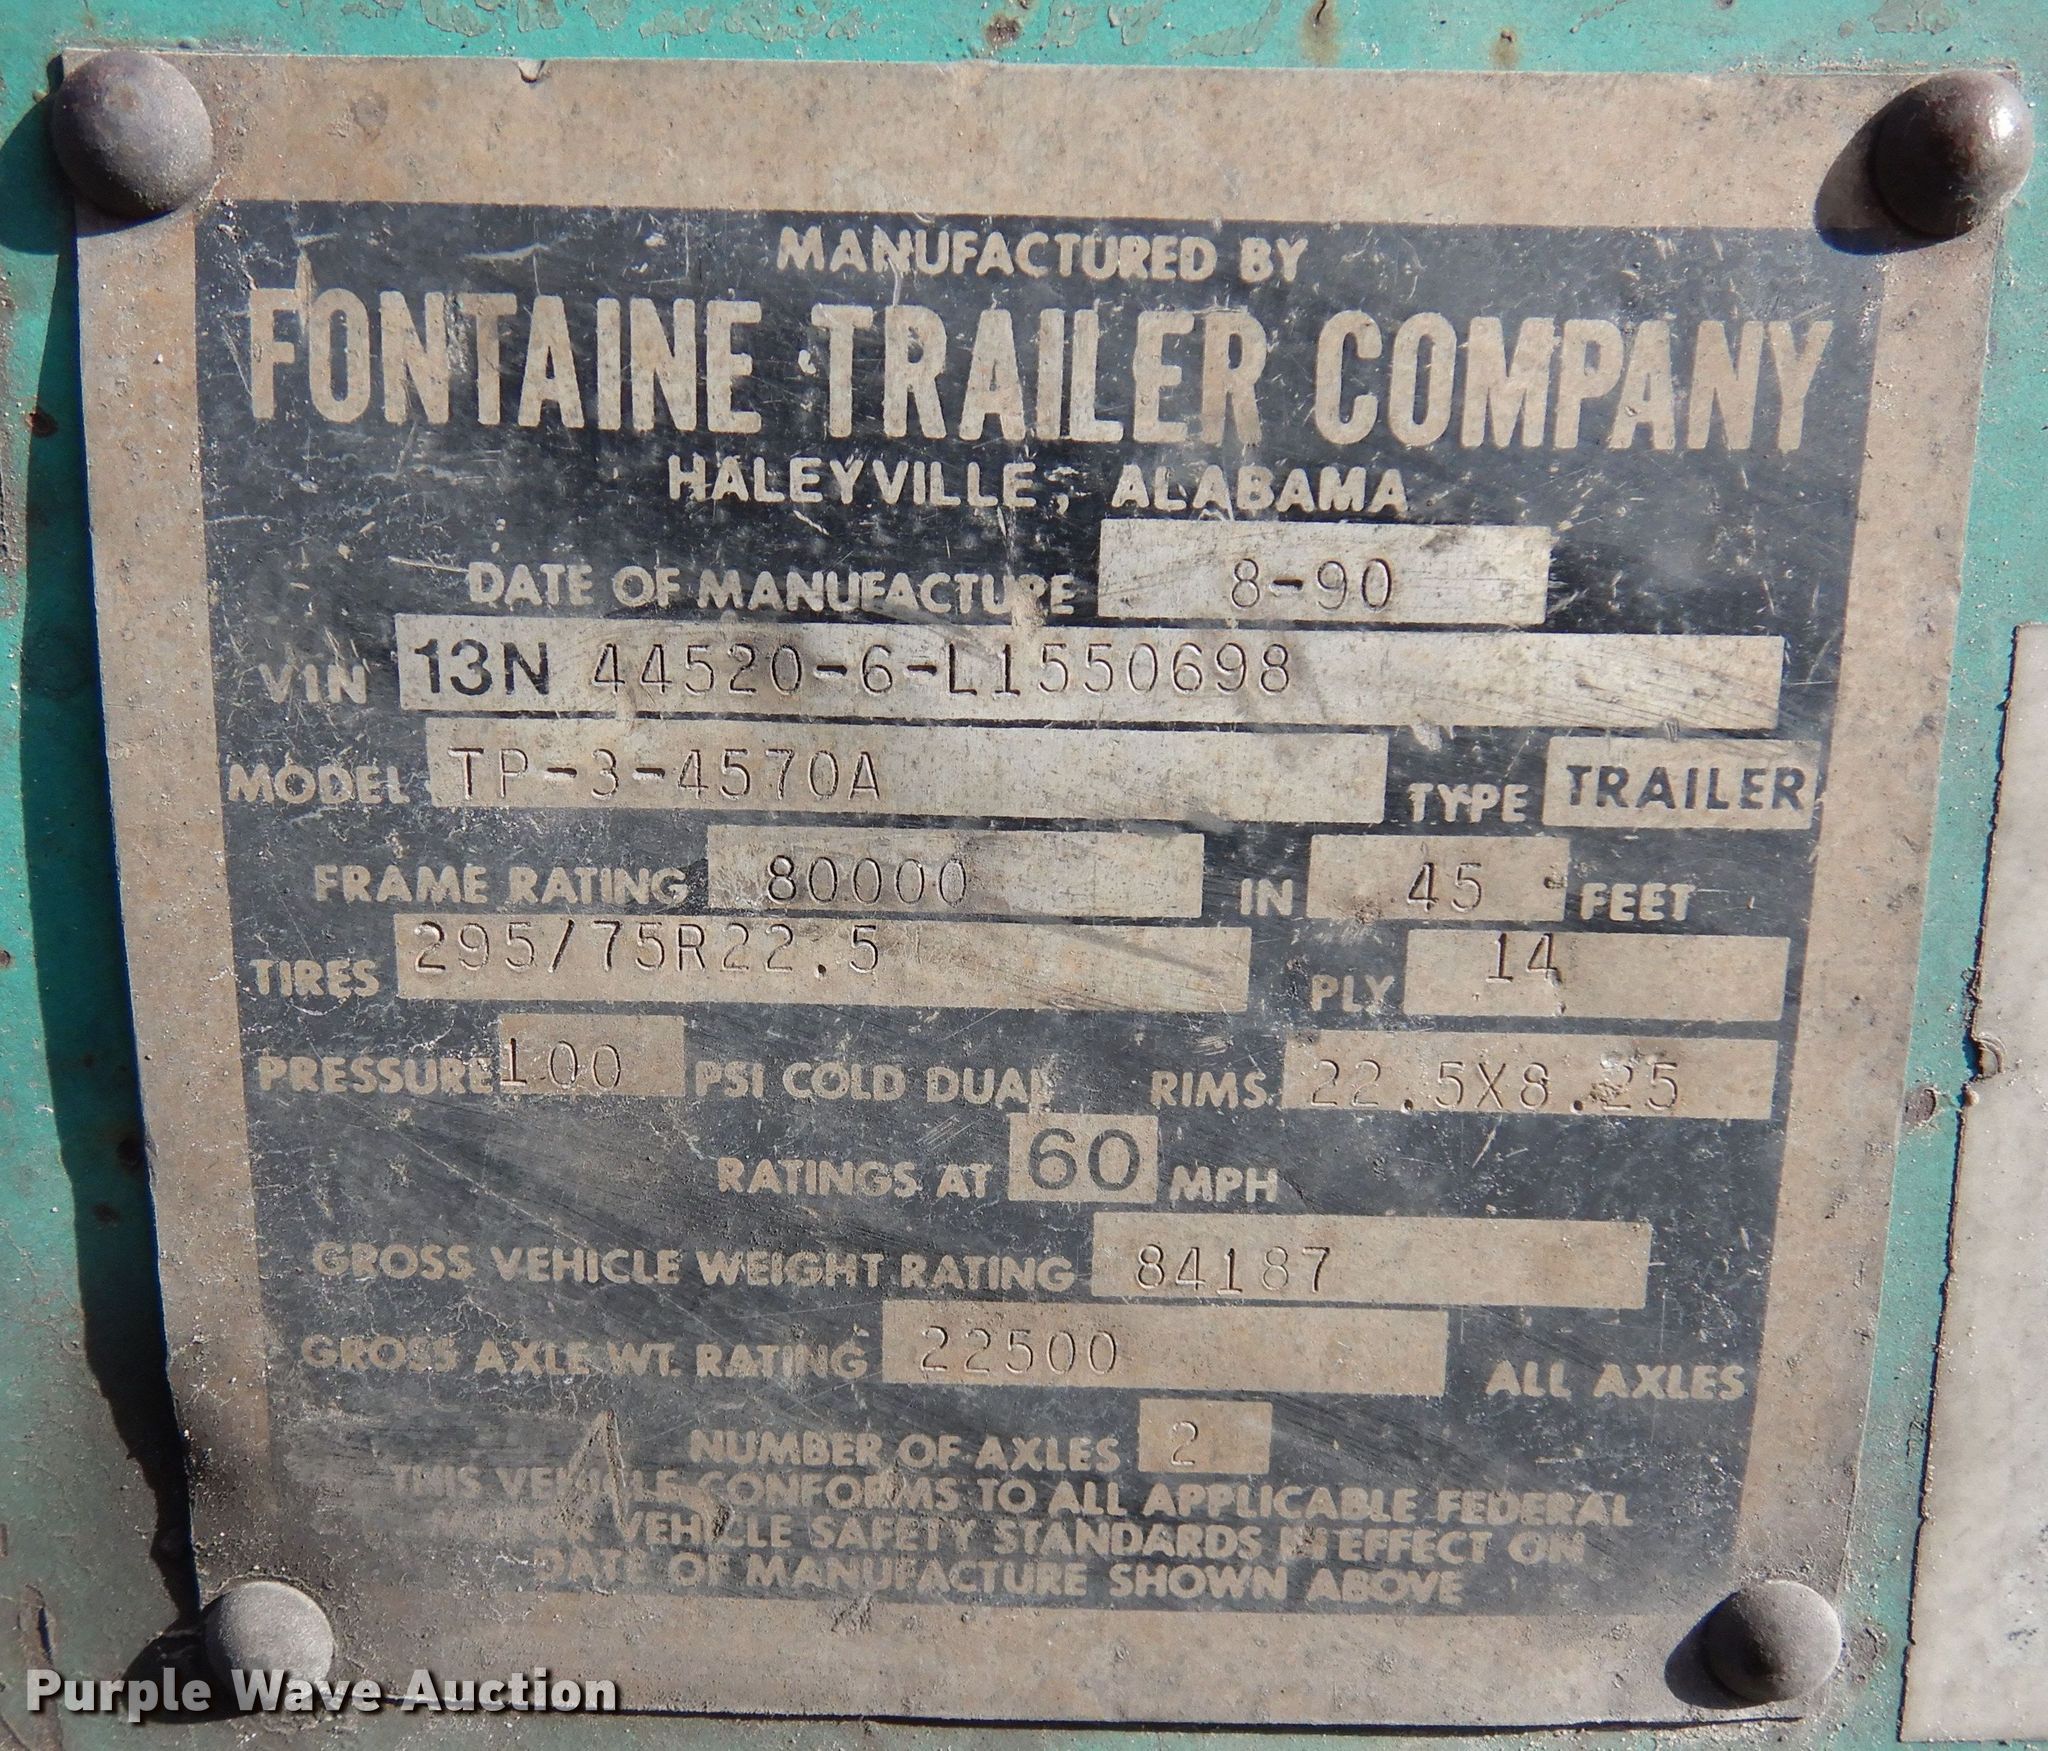 MANUFACTURED BY
FONTAINE TRAILER COMPANY
HALEYVILLE, ALABAMA
DATE OF MANUFACTURE 8-90
VIN 13N 44520-6-L1550698
MODEL TP-3-4570A TYPE TRAILER
FRAME RATING 80000 IN 45 FEET
TIRES 295/75R22.5 PLY 14
PRESSURE 100 PSI COLD DUAL RIMS 22.5X8.25
RATINGS AT 60 MPH
GROSS VEHICLE WEIGHT RATING 84187
GROSS AXLE WT. RATING 22500 ALL AXLES
NUMBER OF AXLES 2
THIS VEHICLE CONFORMS TO ALL APPLICABLE FEDERAL
MOTOR VEHICLE SAFETY STANDARDS IN EFFECT ON
DATE OF MANUFACTURE SHOWN ABOVE
Purple Wave Auction